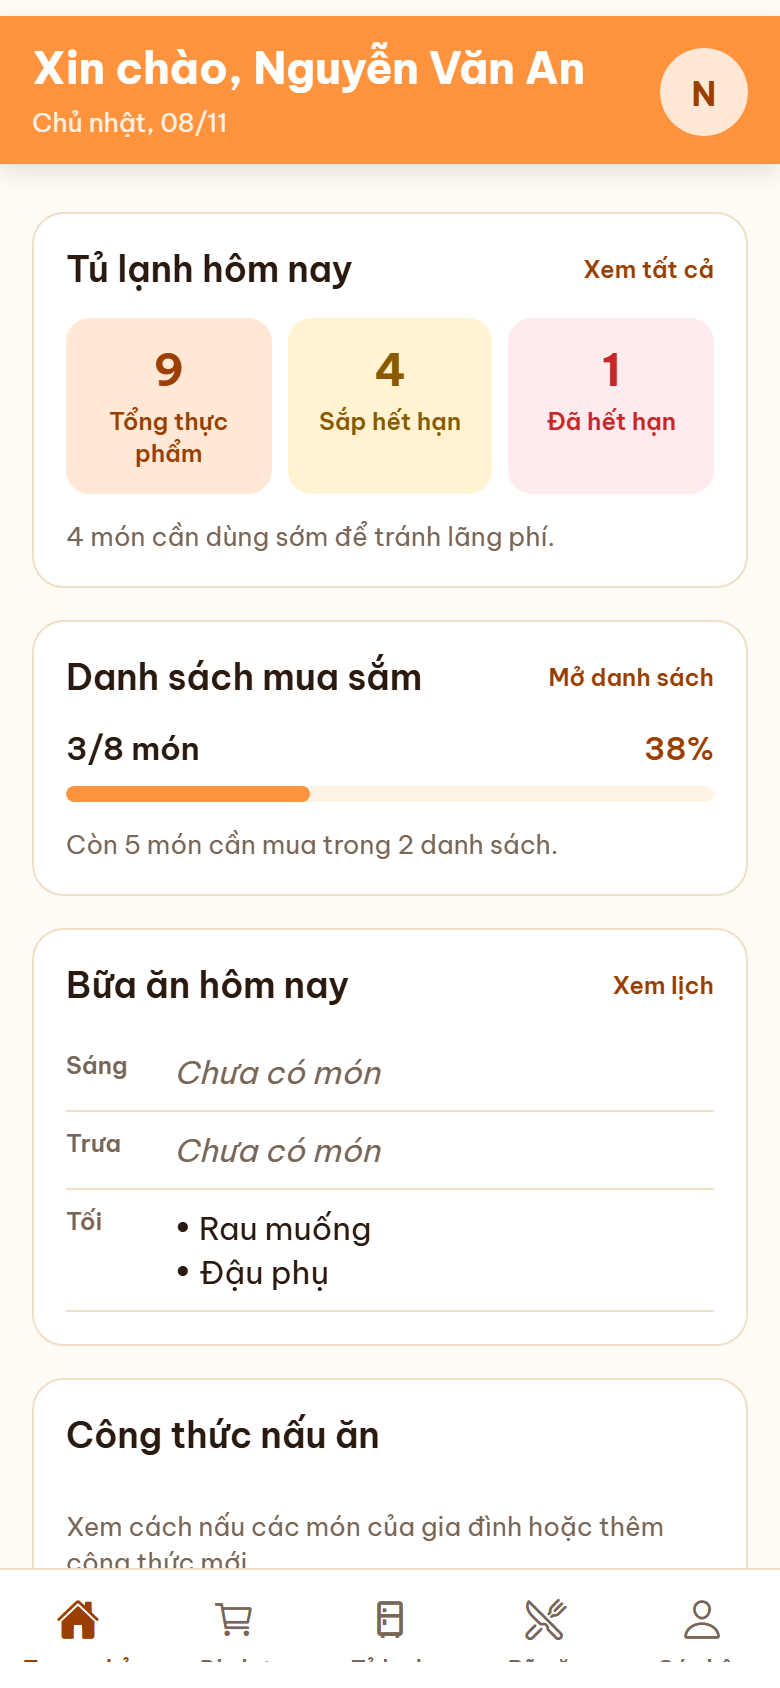 Xin chào, Nguyễn Văn An
Chủ nhật, 08/11
N
Tủ lạnh hôm nay
Xem tất cả
9
Tổng thực
phẩm
4
Sắp hết hạn
1
Đã hết hạn
4 món cần dùng sớm để tránh lãng phí.
Danh sách mua sắm
Mở danh sách
3/8 món
38%
Còn 5 món cần mua trong 2 danh sách.
Bữa ăn hôm nay
Xem lịch
Sáng
Chưa có món
Trưa
Chưa có món
Tối
• Rau muống
• Đậu phụ
Công thức nấu ăn
Xem cách nấu các món của gia đình hoặc thêm
công thức mới